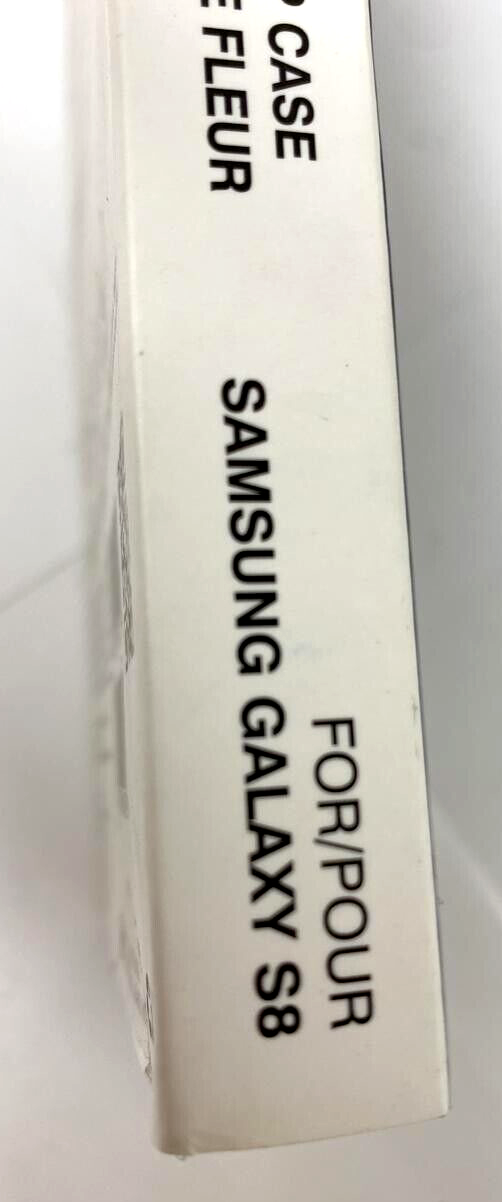 CASE
FLEUR
FOR/POUR
SAMSUNG GALAXY S8